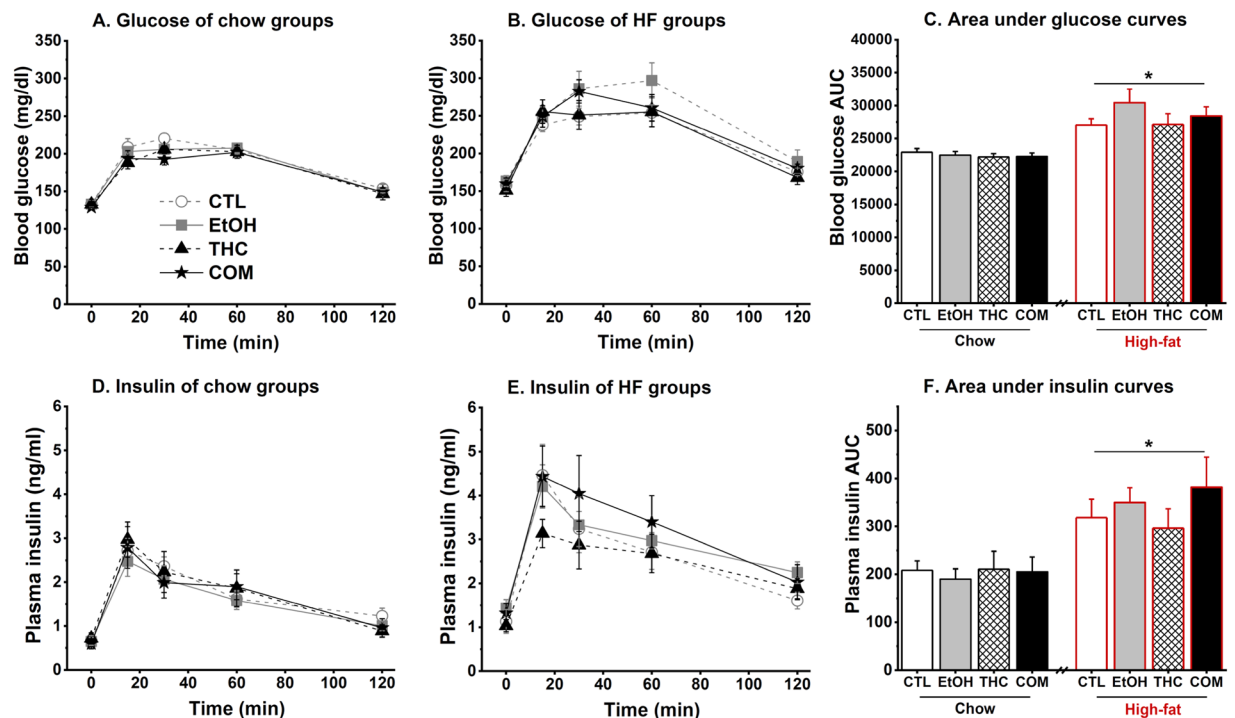 A. Glucose of chow groups
Blood glucose (mg/dl)
350
300
250
200
150
100
50
0
CTL
EtOH
THC
COM
0 20 40 60 80 100 120
Time (min)
B. Glucose of HF groups
Blood glucose (mg/dl)
350
300
250
200
150
100
50
0
0 20 40 60 80 100 120
Time (min)
C. Area under glucose curves
Blood glucose AUC
40000
35000
30000
25000
20000
15000
10000
5000
0
*
CTL EtOH THC COM CTL EtOH THC COM
Chow High-fat
D. Insulin of chow groups
Plasma insulin (ng/ml)
6
5
4
3
2
1
0
0 20 40 60 80 100 120
Time (min)
E. Insulin of HF groups
Plasma insulin (ng/ml)
6
5
4
3
2
1
0
0 20 40 60 80 100 120
Time (min)
F. Area under insulin curves
Plasma insulin AUC
500
400
300
200
100
0
*
CTL EtOH THC COM CTL EtOH THC COM
Chow High-fat